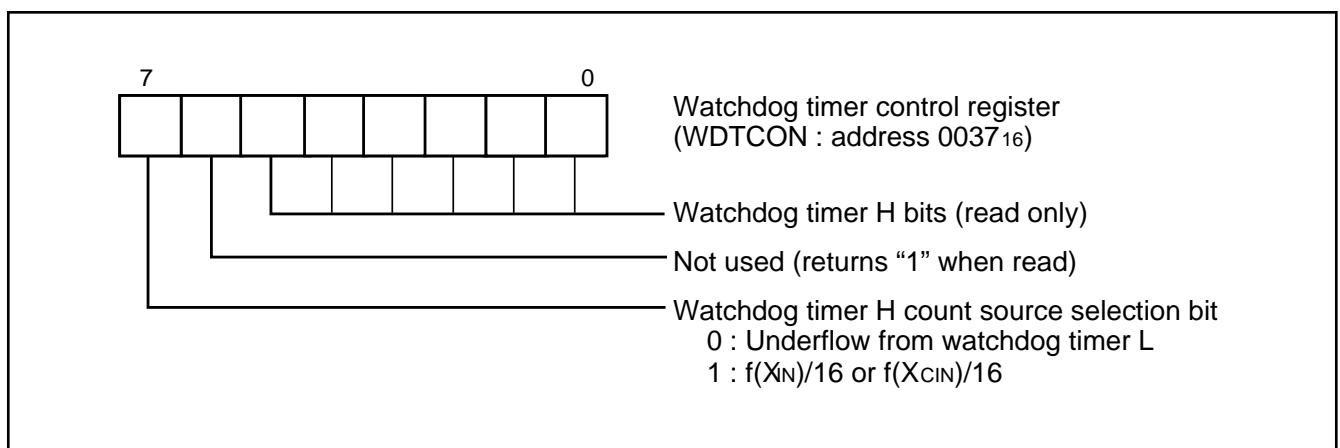 7 0
Watchdog timer control register
(WDTCON : address 003716)
Watchdog timer H bits (read only)
Not used (returns “1” when read)
Watchdog timer H count source selection bit
0 : Underflow from watchdog timer L
1 : f(XIN)/16 or f(XCIN)/16